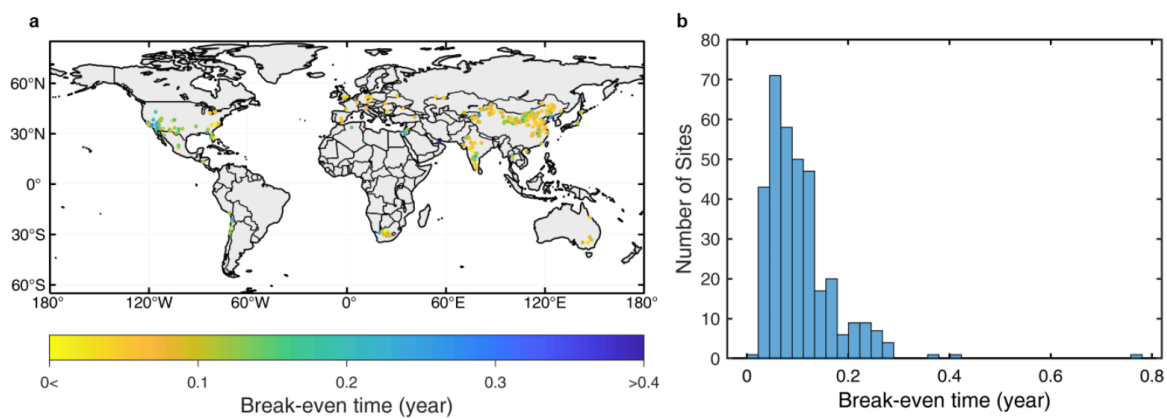 a
60°N
30°N
0°
30°S
60°S
180° 120°W 60°W 0° 60°E 120°E 180°
0< 0.1 0.2 0.3 >0.4
Break-even time (year)
b
80
70
60
50
40
30
20
10
0
Number of Sites
0 0.2 0.4 0.6 0.8
Break-even time (year)